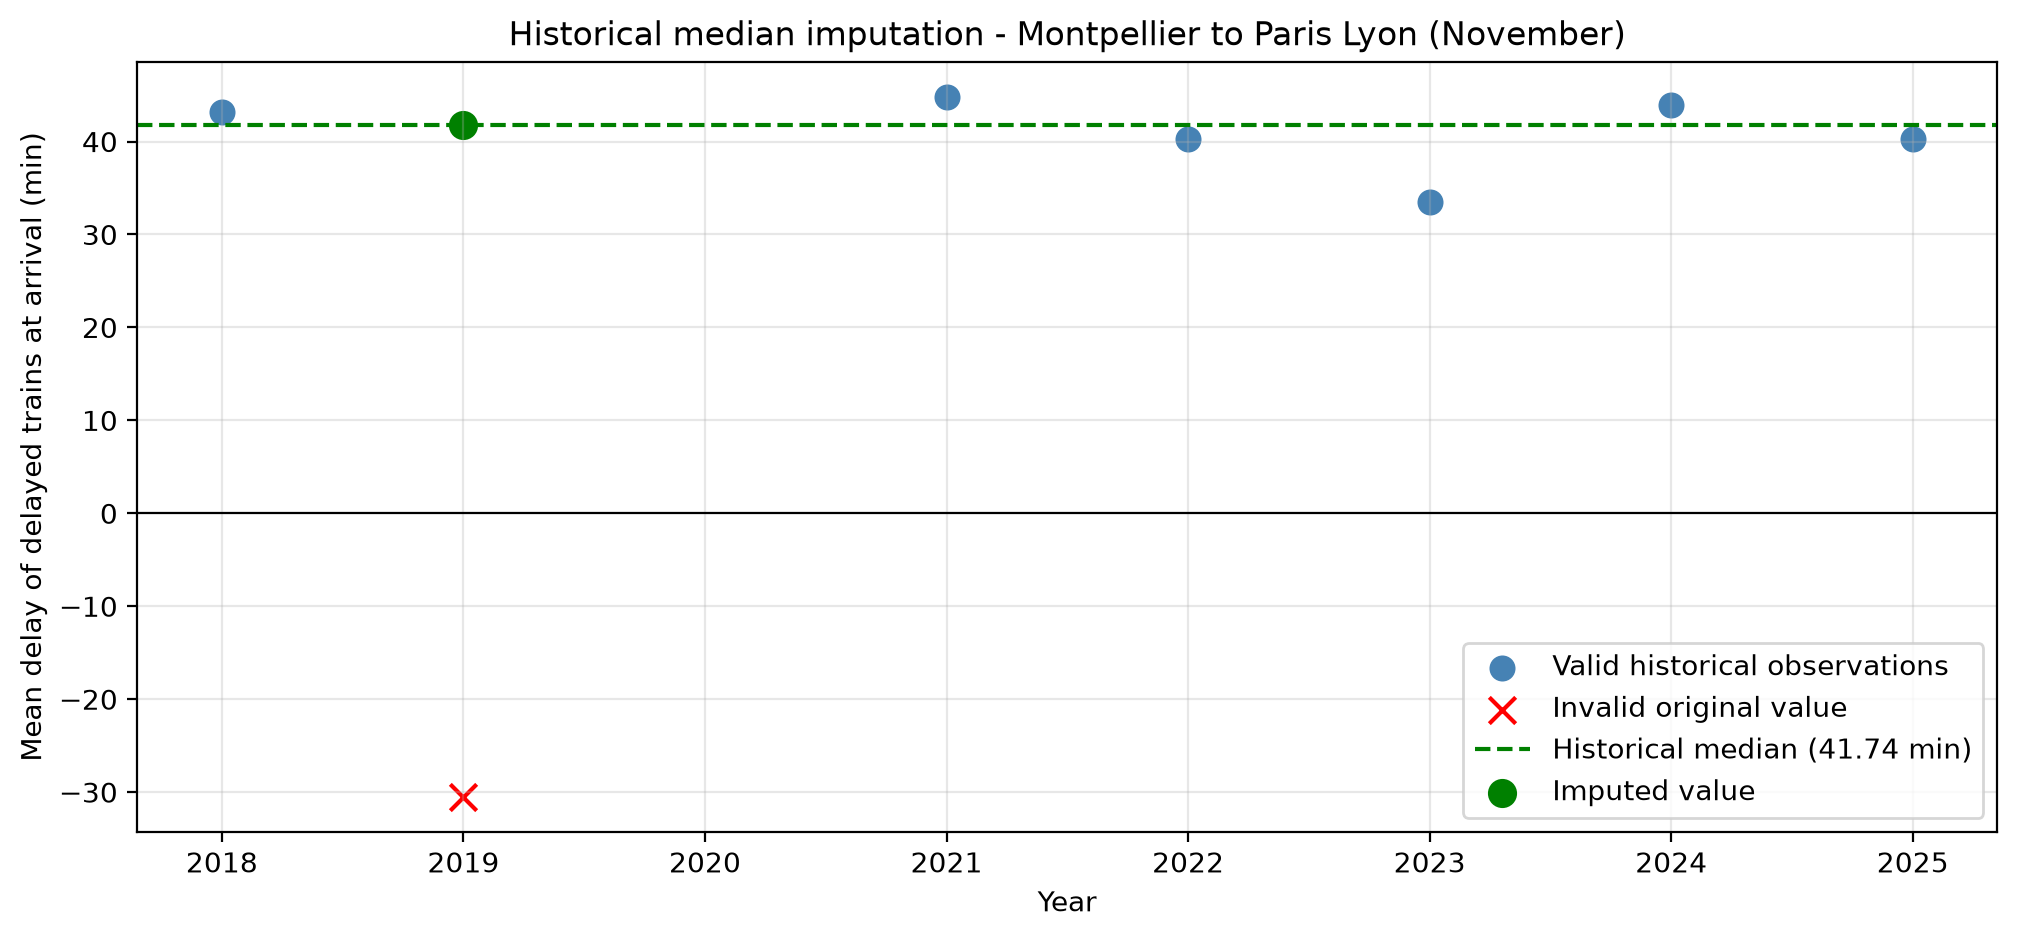 Historical median imputation - Montpellier to Paris Lyon (November)
Mean delay of delayed trains at arrival (min)
40
30
20
10
0
−10
−20
−30
Valid historical observations
Invalid original value
Historical median (41.74 min)
Imputed value
2018 2019 2020 2021 2022 2023 2024 2025
Year